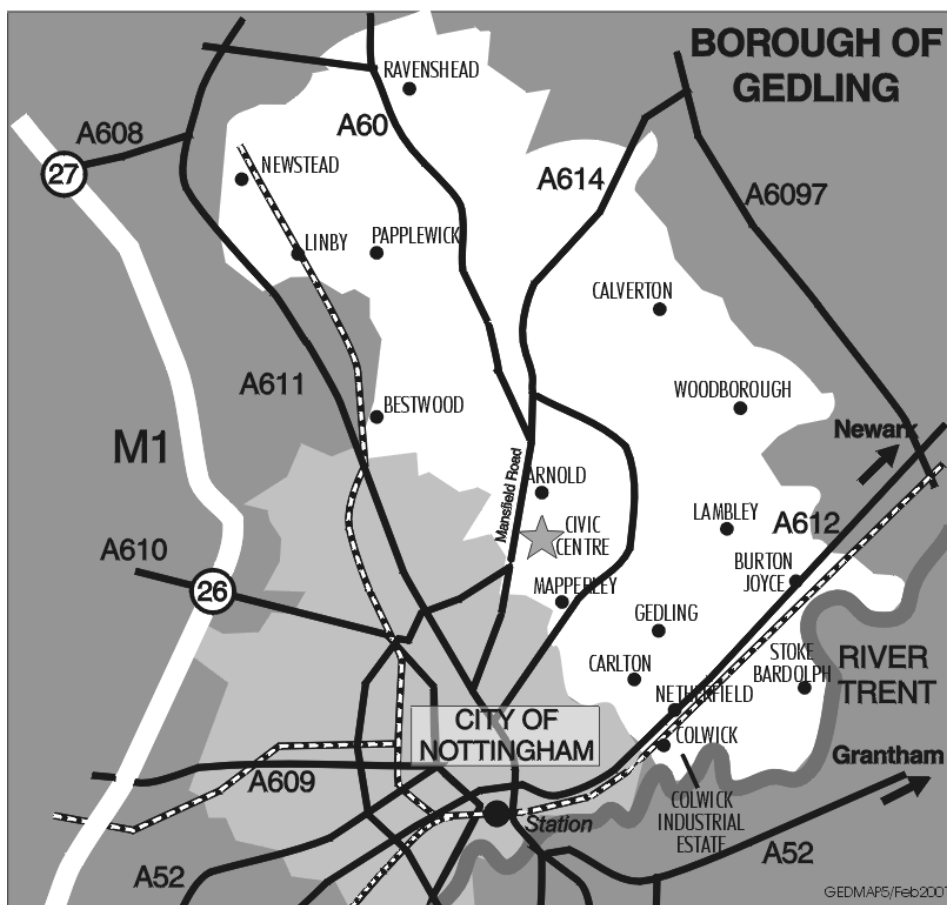 BOROUGH OF
GEDLING
RAVENSHEAD
A60
A608
27
NEWSTEAD
A614
A6097
LINBY
PAPPLEWICK
CALVERTON
A611
BESTWOOD
WOODBOROUGH
M1
Newark
Mansfield Road
ARNOLD
LAMBLEY
A612
CIVIC
CENTRE
A610
26
BURTON
JOYCE
MAPPERLEY
GEDLING
STOKE
BARDOLPH
RIVER
TRENT
CARLTON
NETHERFIELD
CITY OF
NOTTINGHAM
COLWICK
Grantham
A609
COLWICK
INDUSTRIAL
ESTATE
Station
A52
A52
GEDMAP5/Feb2007